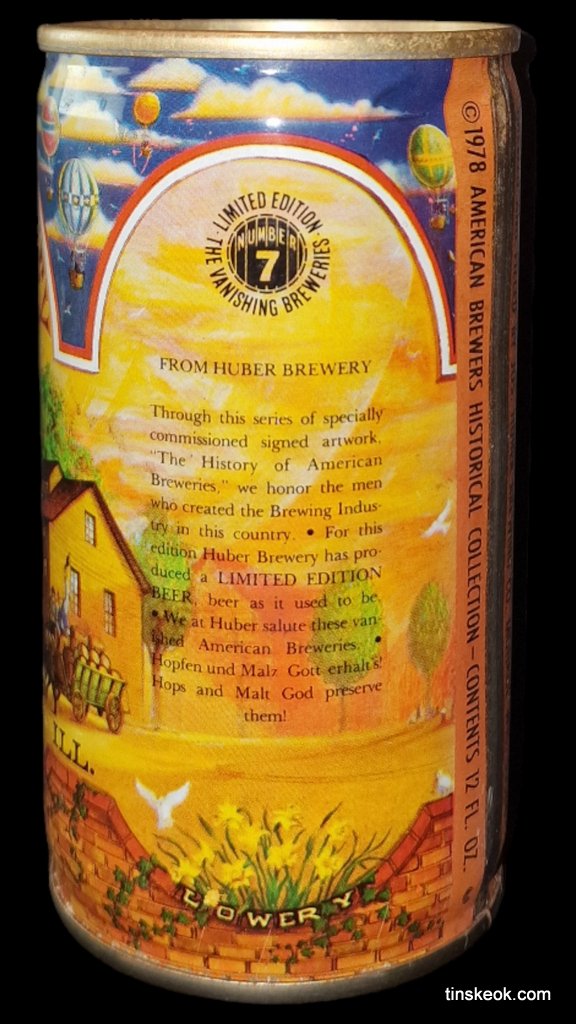 ·LIMITED EDITION·
NUMBER
7
THE VANISHING BREWERIES
FROM HUBER BREWERY
Through this series of specially
commissioned signed artwork,
"The History of American
Breweries," we honor the men
who created the Brewing Indus-
try in this country. • For this
edition Huber Brewery has pro-
duced a LIMITED EDITION
BEER, beer as it used to be.
• We at Huber salute these van-
ished American Breweries. •
Hopfen und Malz Gott erhalt's!
Hops and Malt God preserve
them!
ILL.
LOWERY
©1978 AMERICAN BREWERS HISTORICAL COLLECTION – CONTENTS 12 FL. OZ.
tinskeok.com